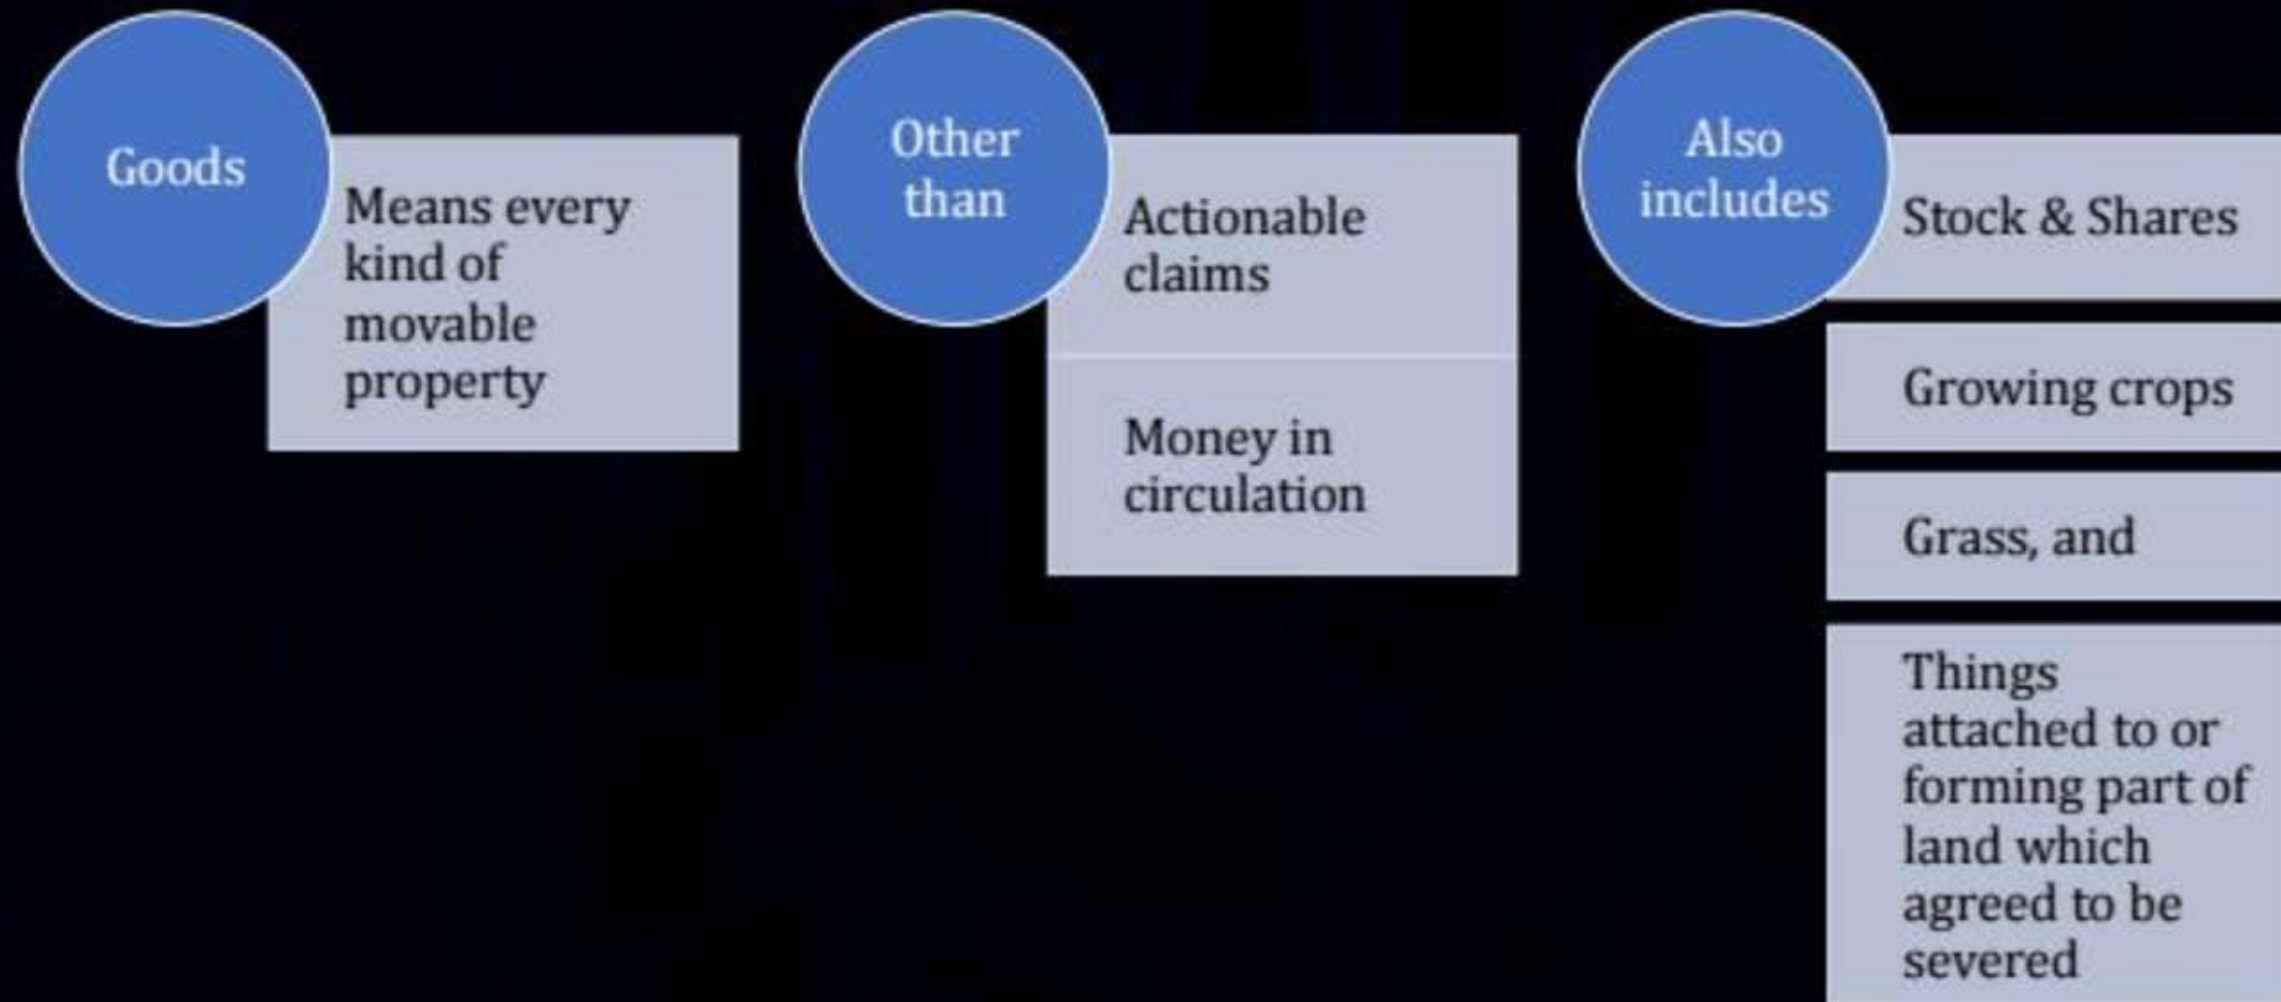 Goods
Means every
kind of
movable
property
Other
than
Actionable
claims
Money in
circulation
Also
includes
Stock & Shares
Growing crops
Grass, and
Things
attached to or
forming part of
land which
agreed to be
severed